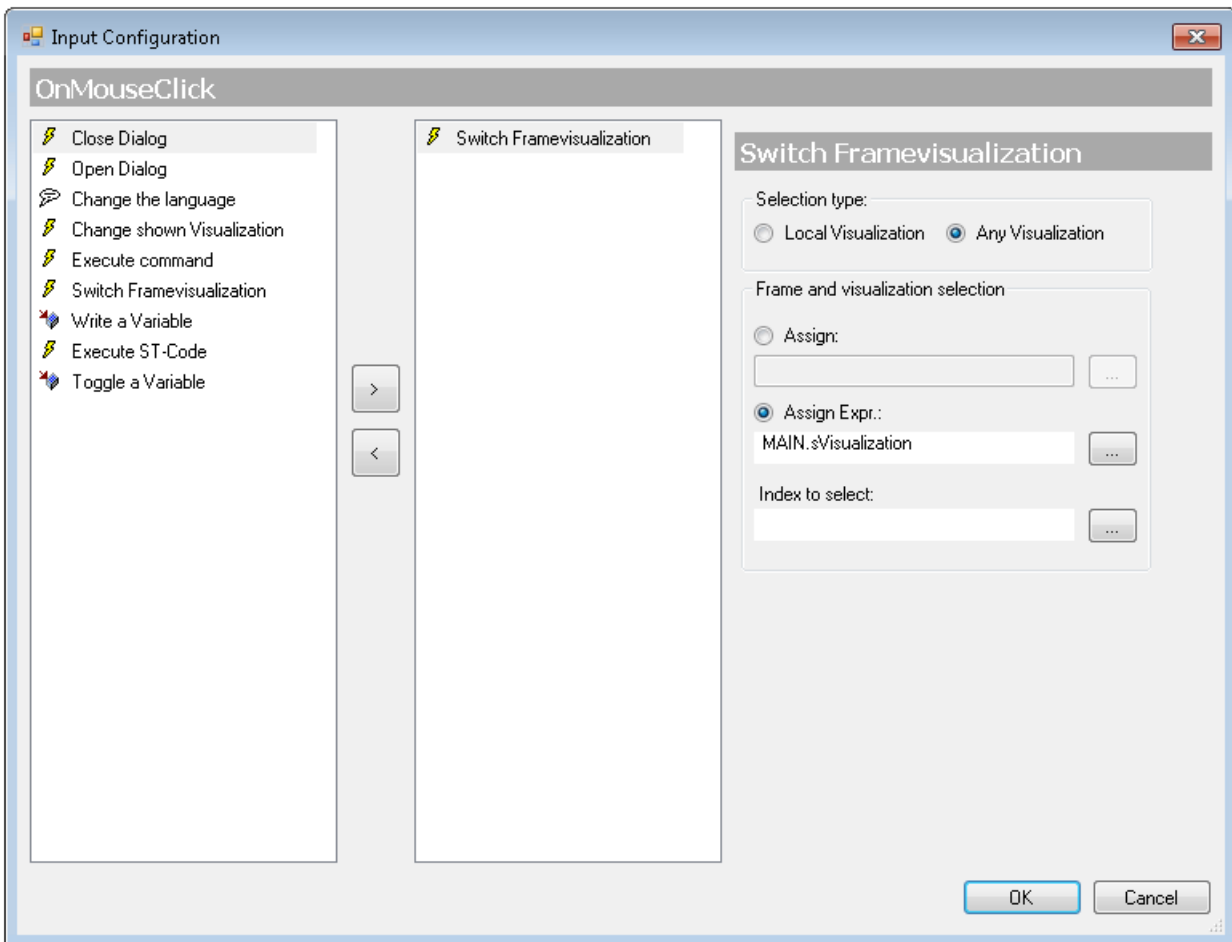 Input Configuration
OnMouseClick
Close Dialog
Open Dialog
Change the language
Change shown Visualization
Execute command
Switch Framevisualization
Write a Variable
Execute ST-Code
Toggle a Variable
>
<
Switch Framevisualization
Switch Framevisualization
Selection type:
Local Visualization Any Visualization
Frame and visualization selection
Assign:
...
Assign Expr.:
MAIN.sVisualization ...
Index to select:
...
OK Cancel